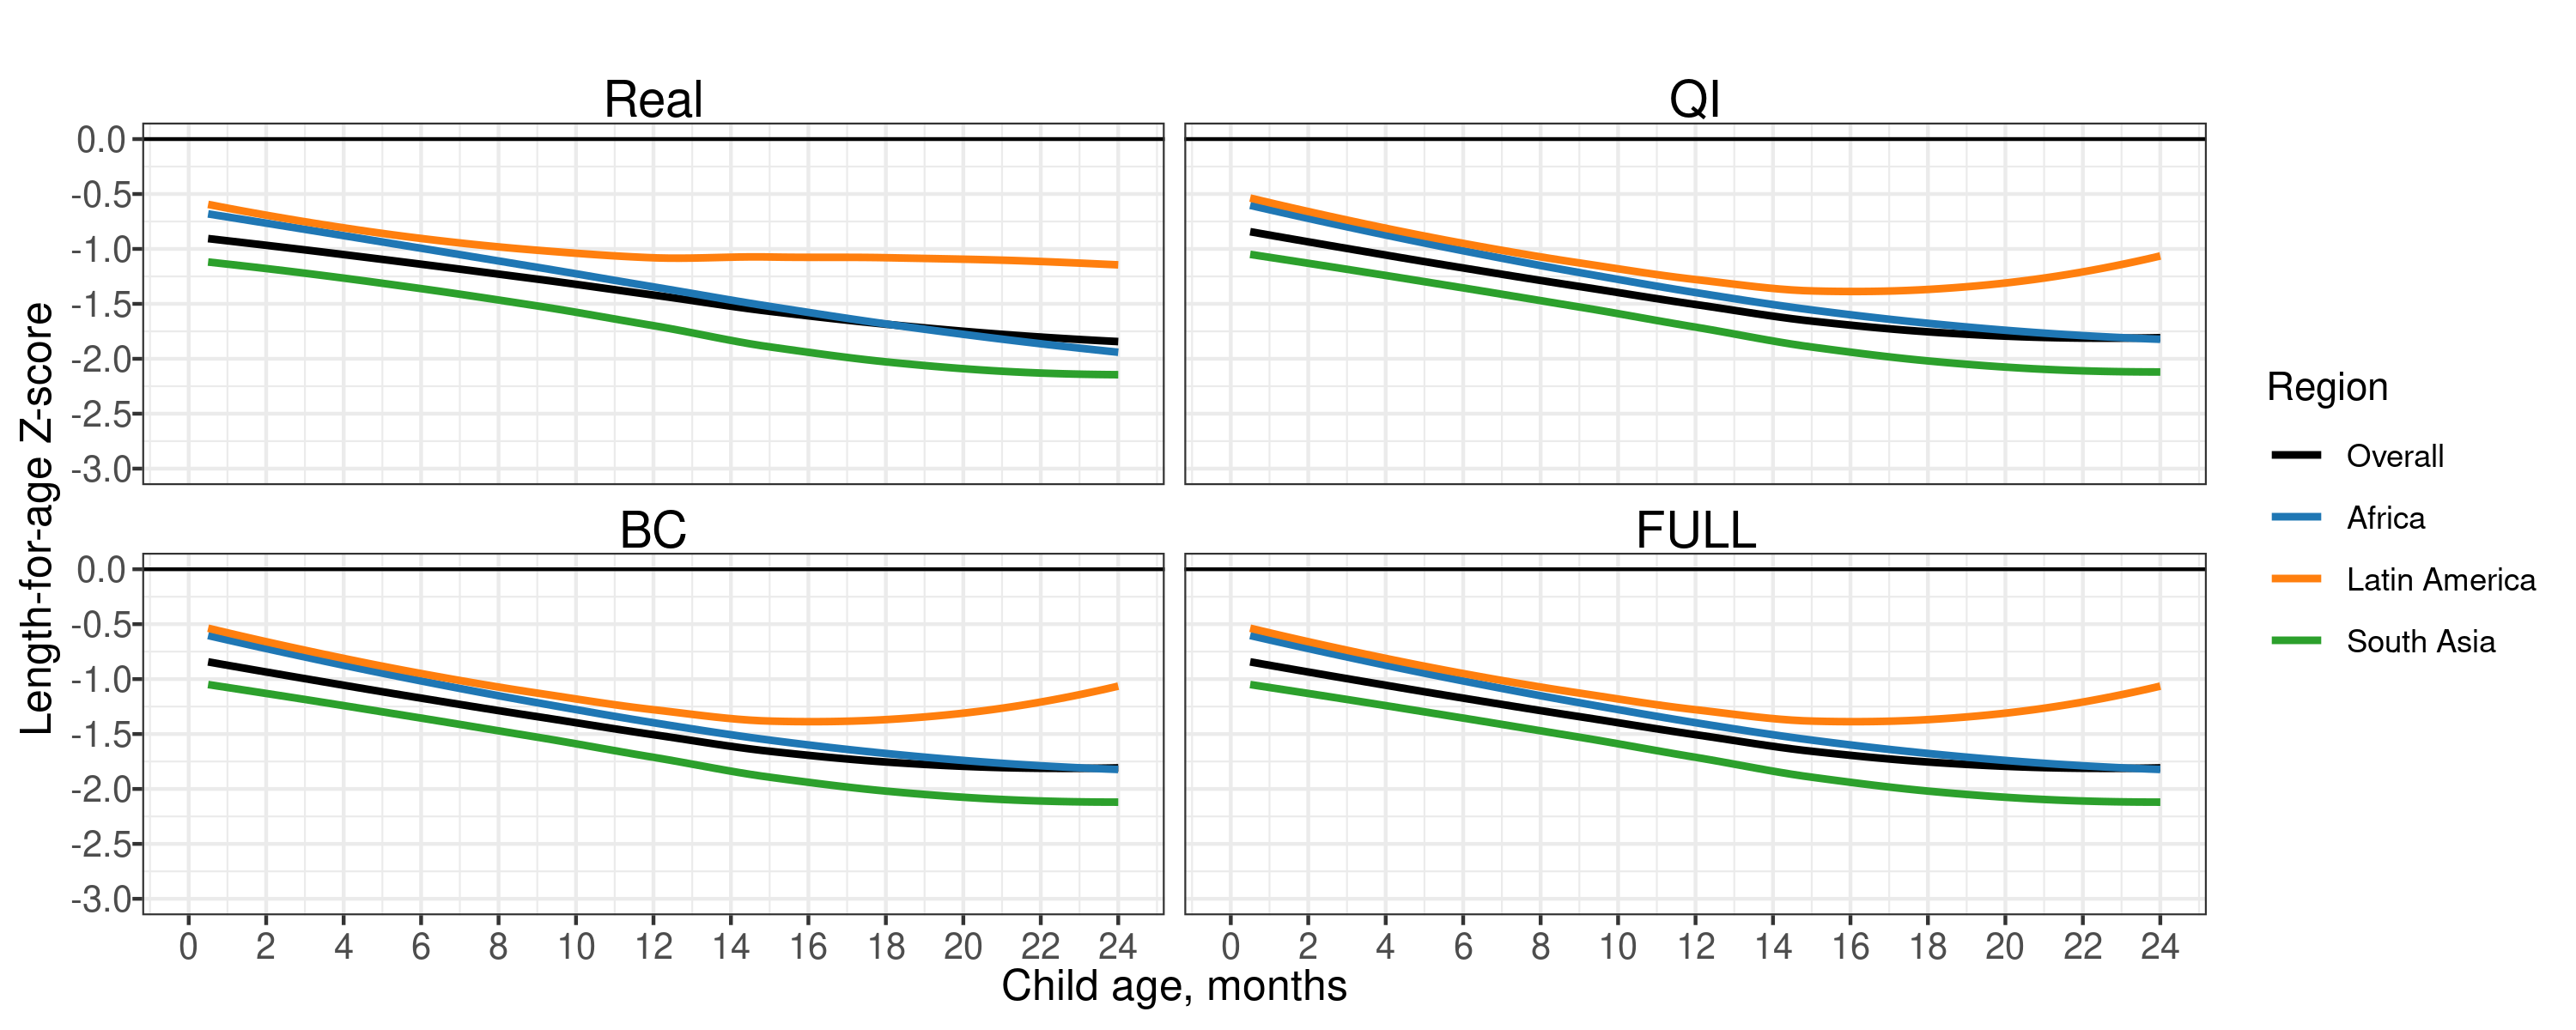 Real
QI
0.0
-0.5
-1.0
-1.5
-2.0
-2.5
-3.0
BC
FULL
0.0
-0.5
-1.0
-1.5
-2.0
-2.5
-3.0
Length-for-age Z-score
0 2 4 6 8 10 12 14 16 18 20 22 24
0 2 4 6 8 10 12 14 16 18 20 22 24
Child age, months
Region
Overall
Africa
Latin America
South Asia